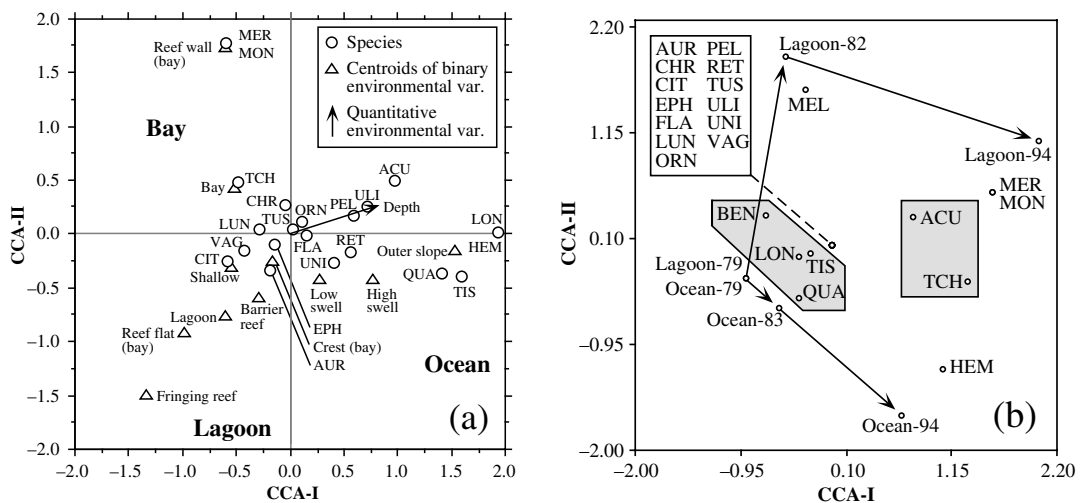 2.0
1.5
1.0
0.5
0.0
−0.5
−1.0
−1.5
−2.0
CCA-II
−2.0 −1.5 −1.0 −0.5 0.0 0.5 1.0 1.5 2.0
CCA-I
Reef wall
(bay)
MER
MON
Species
Centroids of binary
environmental var.
Quantitative
environmental var.
Bay
TCH
Bay
CHR
ORN
PEL
ULI
ACU
Depth
LON
HEM
LUN
TUS
VAG
CIT
Shallow
FLA
UNI
RET
Outer slope
QUA
TIS
Low
swell
High
swell
Lagoon
Barrier
reef
Reef flat
(bay)
EPH
Crest (bay)
AUR
Ocean
Fringing reef
Lagoon
(a)
(b)
2.20
1.15
0.10
−0.95
−2.00
CCA-II
−2.00 −0.95 0.10 1.15 2.20
CCA-I
AUR PEL
CHR RET
CIT TUS
EPH ULI
FLA UNI
LUN VAG
ORN
Lagoon-82
MEL
Lagoon-94
MER
MON
BEN
ACU
LON
TIS
Lagoon-79
Ocean-79
QUA
TCH
Ocean-83
HEM
Ocean-94